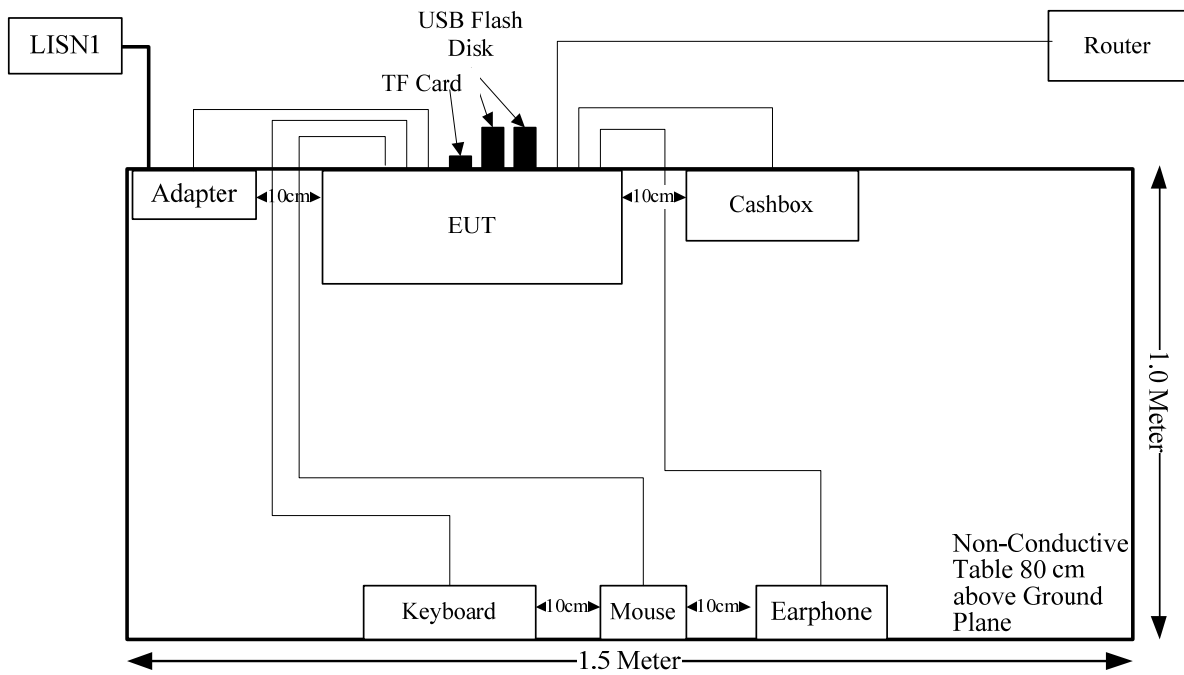 LISN1
USB Flash
Disk
TF Card
Router
Adapter
10cm
EUT
10cm
Cashbox
1.0 Meter
Non-Conductive
Table 80 cm
above Ground
Plane
Keyboard
10cm
Mouse
10cm
Earphone
1.5 Meter